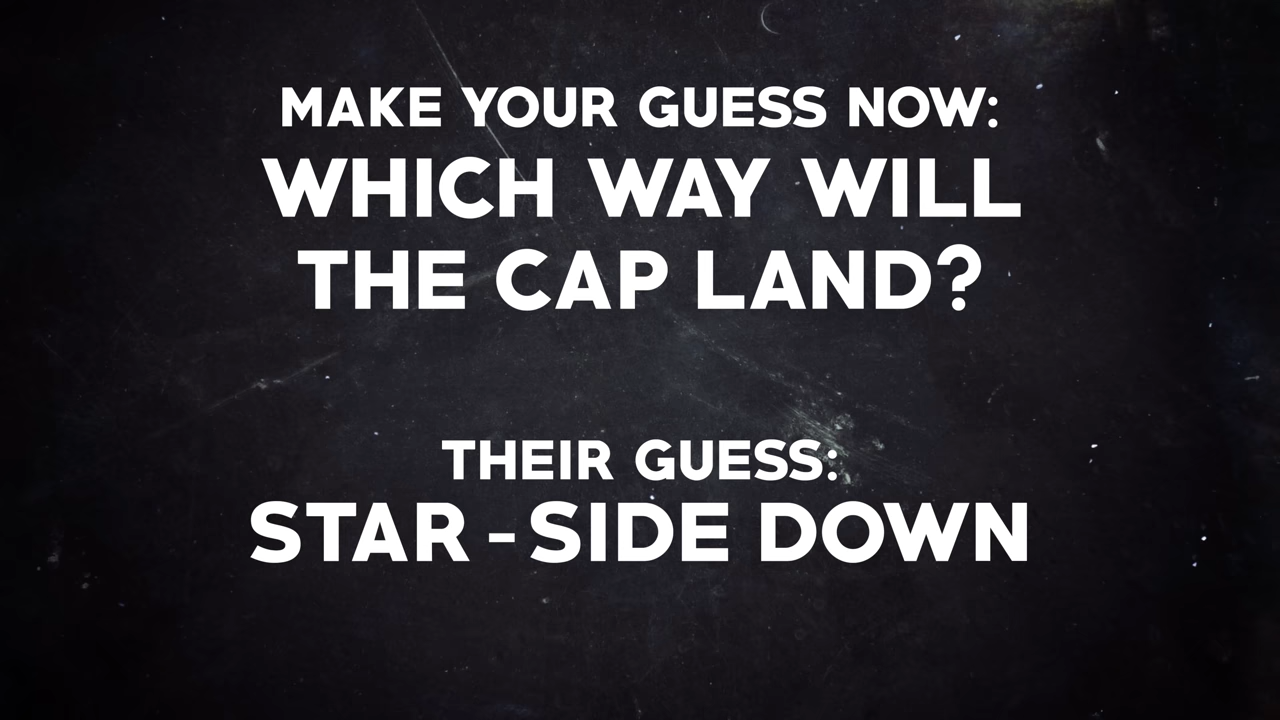 MAKE YOUR GUESS NOW:
WHICH WAY WILL
THE CAP LAND?
THEIR GUESS:
STAR-SIDE DOWN